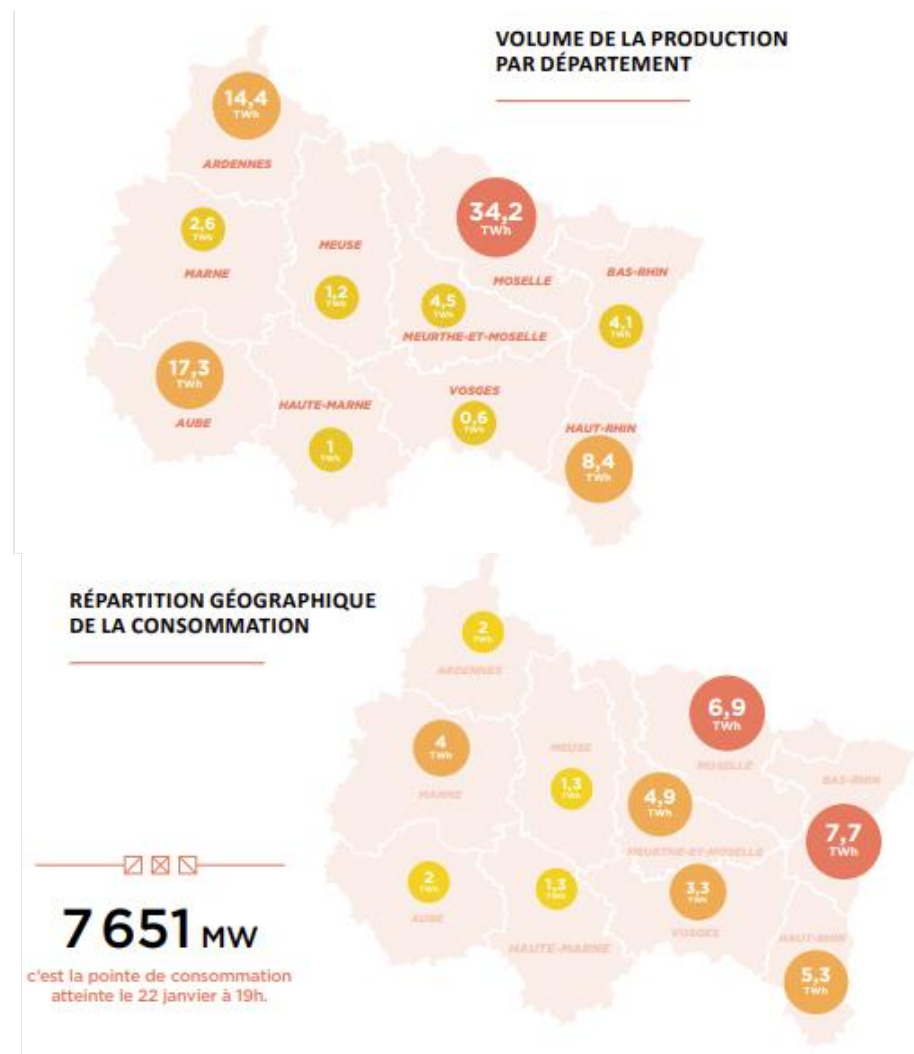 VOLUME DE LA PRODUCTION
PAR DÉPARTEMENT
14,4
TWh
ARDENNES
2,6
TWh
MARNE
MEUSE
1,2
TWh
34,2
TWh
MOSELLE
BAS-RHIN
4,1
TWh
4,5
TWh
MEURTHE-ET-MOSELLE
17,3
TWh
AUBE
HAUTE-MARNE
1
TWh
VOSGES
0,6
TWh
HAUT-RHIN
8,4
TWh
RÉPARTITION GÉOGRAPHIQUE
DE LA CONSOMMATION
2
TWh
ARDENNES
4
TWh
MARNE
MEUSE
1,3
TWh
6,9
TWh
MOSELLE
BAS-RHIN
7,7
TWh
4,9
TWh
MEURTHE-ET-MOSELLE
2
TWh
AUBE
1,3
TWh
HAUTE-MARNE
3,3
TWh
VOSGES
HAUT-RHIN
5,3
TWh
7 651 MW
c'est la pointe de consommation
atteinte le 22 janvier à 19h.